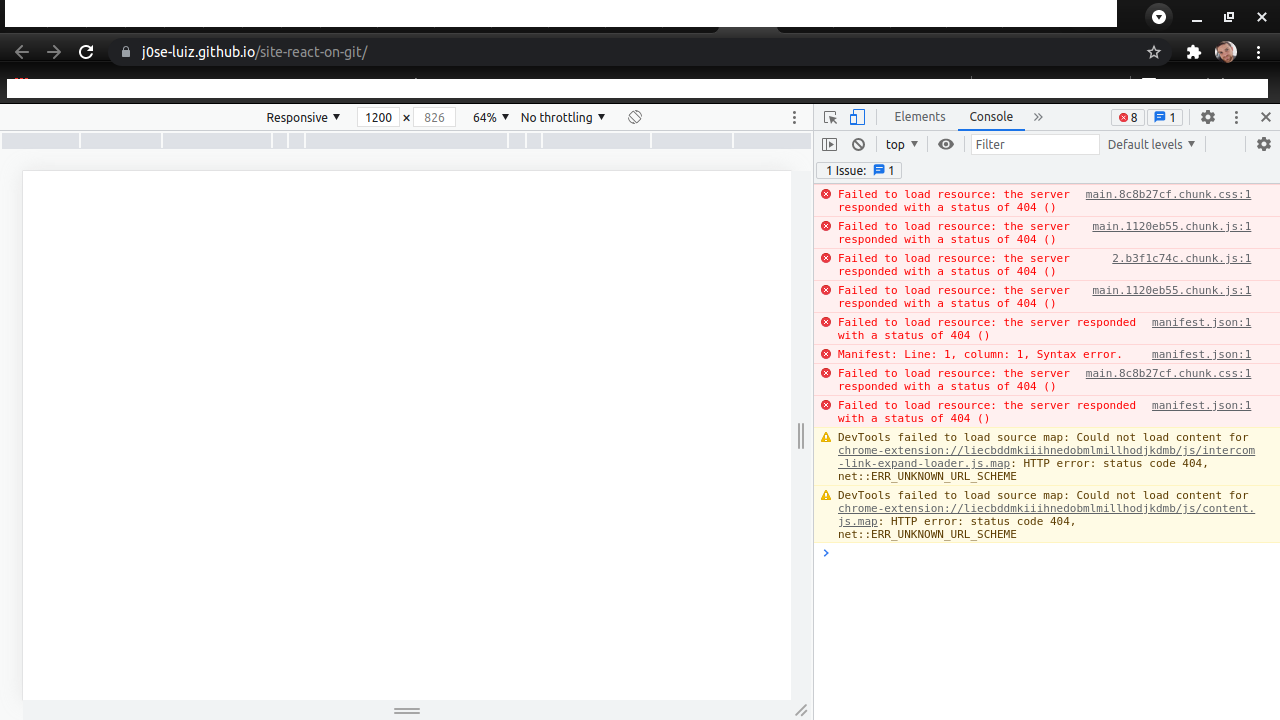 j0se-luiz.github.io/site-react-on-git/
Responsive ▼ 1200 × 826 64% ▼ No throttling ▼
Elements Console » 8 1
top ▼ Filter Default levels ▼
1 Issue: 1
Failed to load resource: the server main.8c8b27cf.chunk.css:1
responded with a status of 404 ()
Failed to load resource: the server main.1120eb55.chunk.js:1
responded with a status of 404 ()
Failed to load resource: the server 2.b3f1c74c.chunk.js:1
responded with a status of 404 ()
Failed to load resource: the server main.1120eb55.chunk.js:1
responded with a status of 404 ()
Failed to load resource: the server responded manifest.json:1
with a status of 404 ()
Manifest: Line: 1, column: 1, Syntax error. manifest.json:1
Failed to load resource: the server main.8c8b27cf.chunk.css:1
responded with a status of 404 ()
Failed to load resource: the server responded manifest.json:1
with a status of 404 ()
DevTools failed to load source map: Could not load content for
chrome-extension://liecbddmkiiihnedobmlmillhodjkdmb/js/intercom
-link-expand-loader.js.map: HTTP error: status code 404,
net::ERR_UNKNOWN_URL_SCHEME
DevTools failed to load source map: Could not load content for
chrome-extension://liecbddmkiiihnedobmlmillhodjkdmb/js/content.
js.map: HTTP error: status code 404,
net::ERR_UNKNOWN_URL_SCHEME